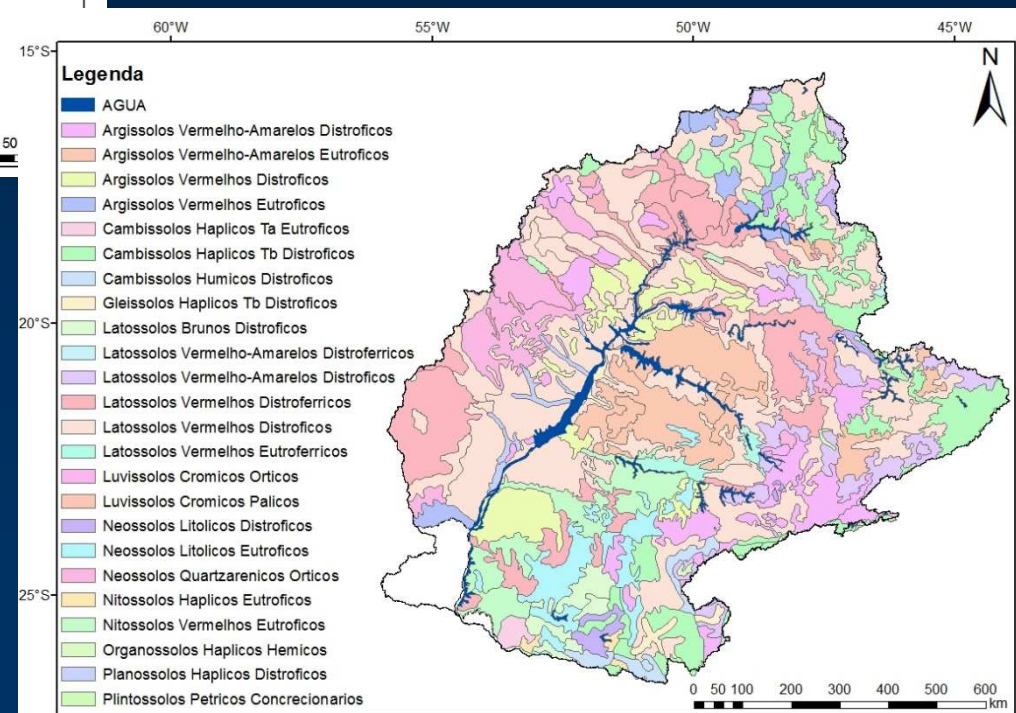 60°W 55°W 50°W 45°W
15°S
N
Legenda
AGUA
50
Argissolos Vermelho-Amarelos Distroficos
Argissolos Vermelho-Amarelos Eutroficos
Argissolos Vermelhos Distroficos
Argissolos Vermelhos Eutroficos
Cambissolos Haplicos Ta Eutroficos
Cambissolos Haplicos Tb Distroficos
Cambissolos Humicos Distroficos
Gleissolos Haplicos Tb Distroficos
20°S
Latossolos Brunos Distroficos
Latossolos Vermelho-Amarelos Distroferricos
Latossolos Vermelho-Amarelos Distroficos
Latossolos Vermelhos Distroferricos
Latossolos Vermelhos Distroficos
Latossolos Vermelhos Eutroferricos
Luvissolos Cromicos Orticos
Luvissolos Cromicos Palicos
Neossolos Litolicos Distroficos
Neossolos Litolicos Eutroficos
Neossolos Quartzarenicos Orticos
25°S
Nitossolos Haplicos Eutroficos
Nitossolos Vermelhos Eutroficos
Organossolos Haplicos Hemicos
Planossolos Haplicos Distroficos
Plintossolos Petricos Concrecionarios
0 50 100 200 300 400 500 600
km